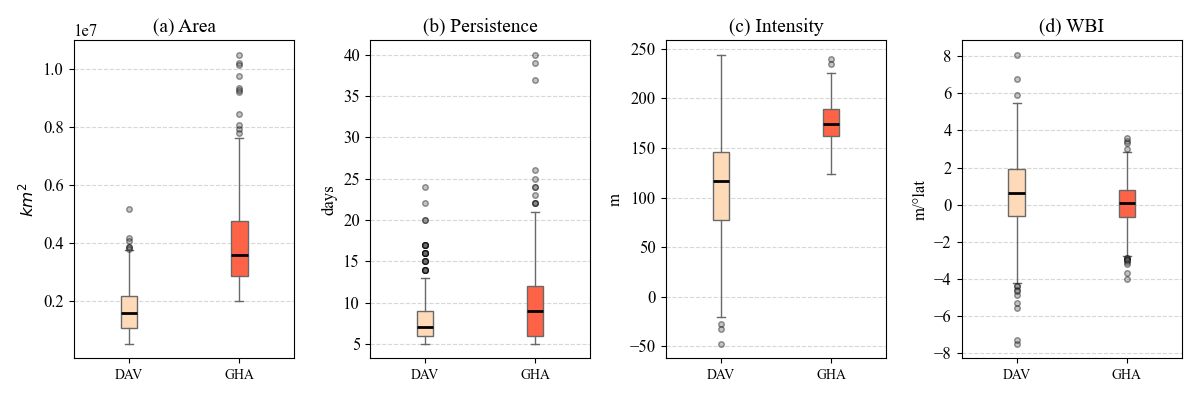 (a) Area
1e7
1.0
0.8
0.6
0.4
0.2
km²
DAV GHA
(b) Persistence
40
35
30
25
20
15
10
5
days
DAV GHA
(c) Intensity
250
200
150
100
50
0
−50
m
DAV GHA
(d) WBI
8
6
4
2
0
−2
−4
−6
−8
m/°lat
DAV GHA